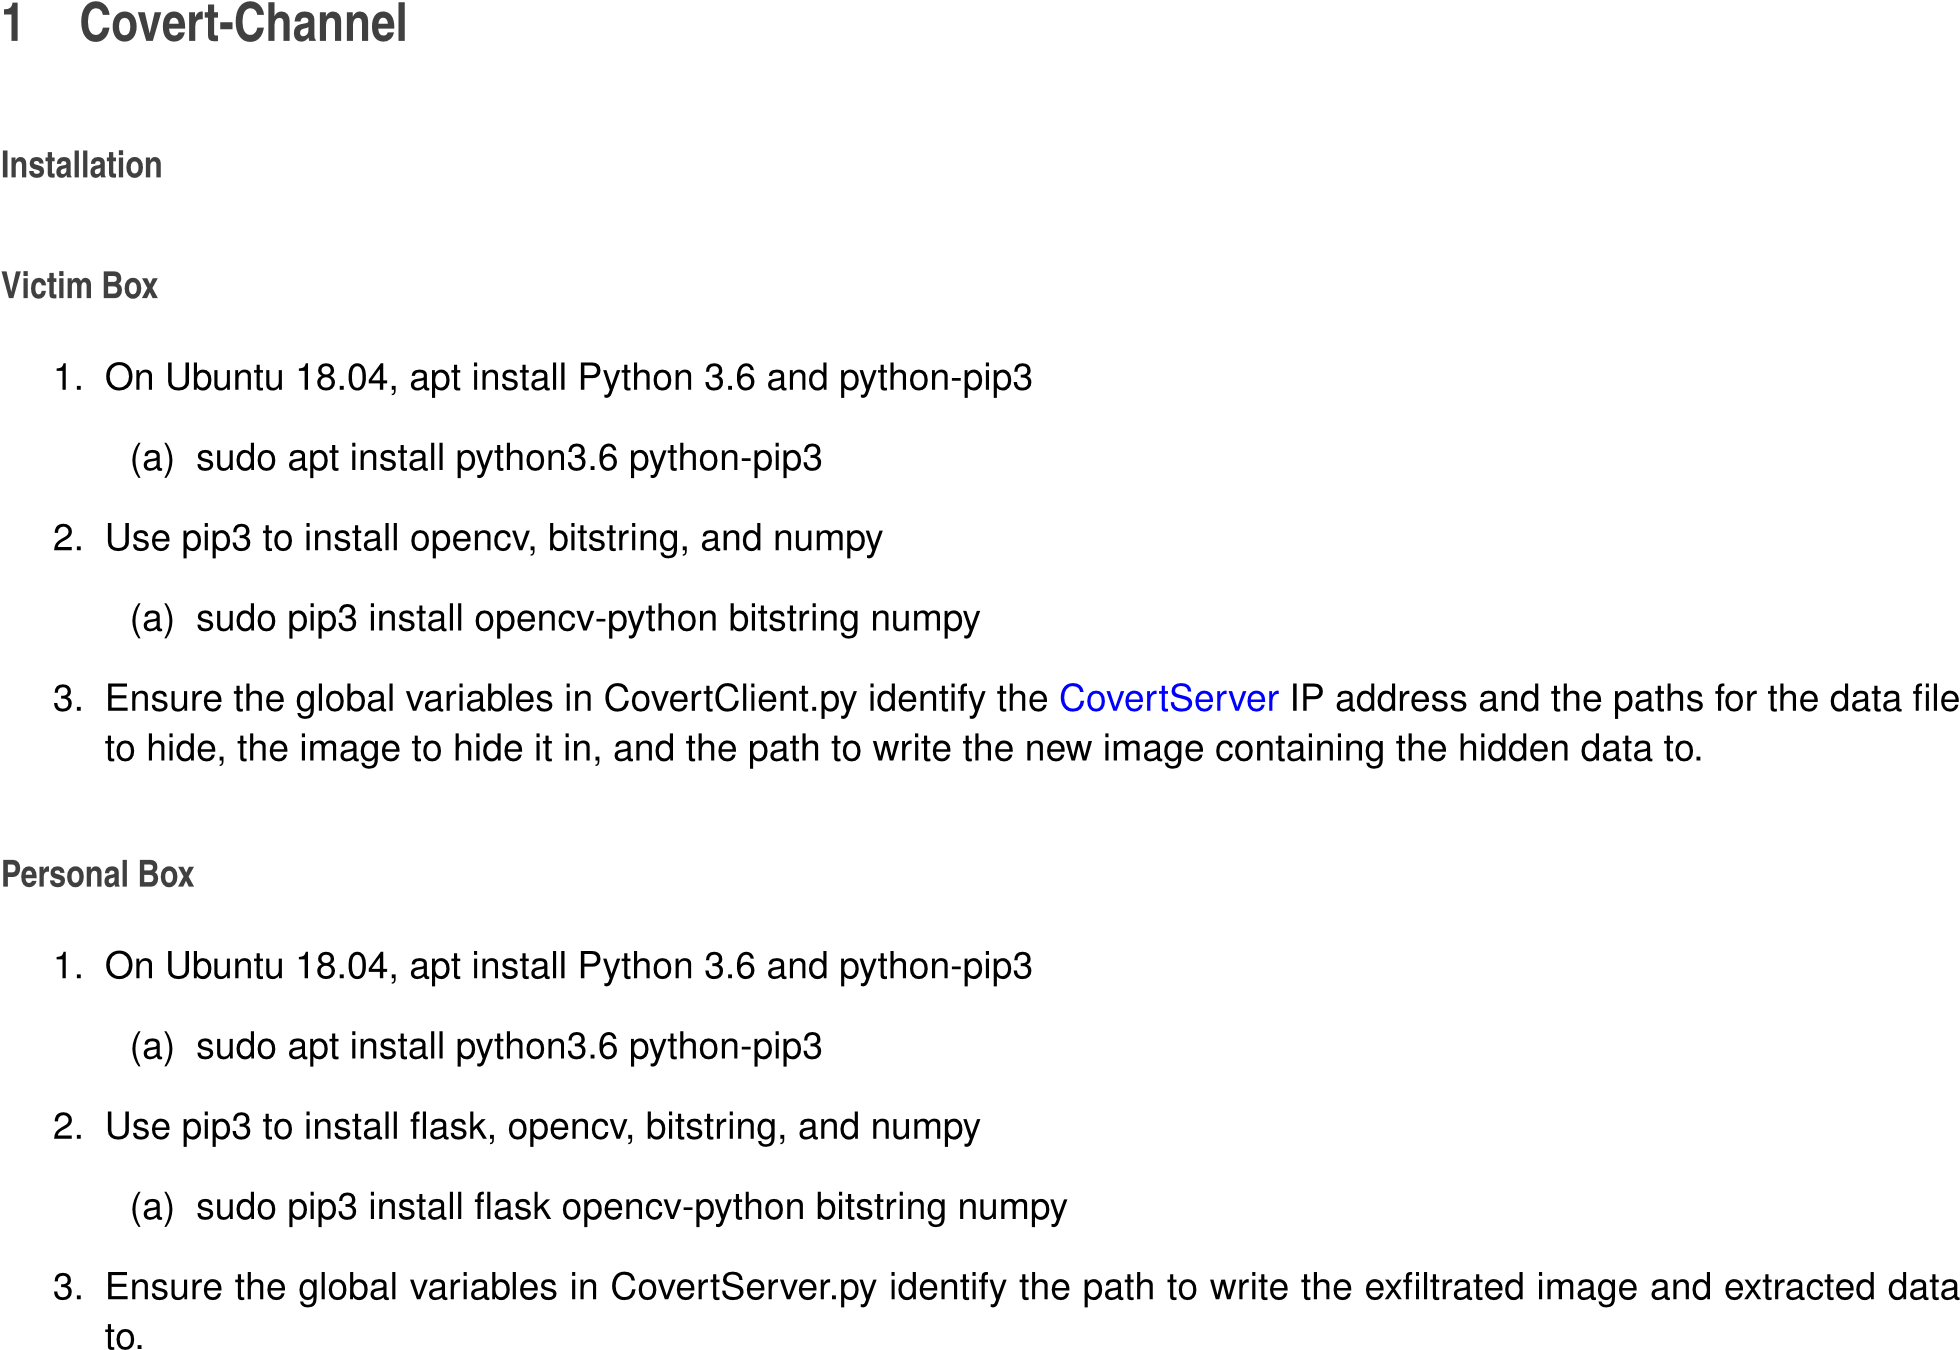 1 Covert-Channel
Installation
Victim Box
1. On Ubuntu 18.04, apt install Python 3.6 and python-pip3
(a) sudo apt install python3.6 python-pip3
2. Use pip3 to install opencv, bitstring, and numpy
(a) sudo pip3 install opencv-python bitstring numpy
3. Ensure the global variables in CovertClient.py identify the CovertServer IP address and the paths for the data file
to hide, the image to hide it in, and the path to write the new image containing the hidden data to.
Personal Box
1. On Ubuntu 18.04, apt install Python 3.6 and python-pip3
(a) sudo apt install python3.6 python-pip3
2. Use pip3 to install flask, opencv, bitstring, and numpy
(a) sudo pip3 install flask opencv-python bitstring numpy
3. Ensure the global variables in CovertServer.py identify the path to write the exfiltrated image and extracted data
to.